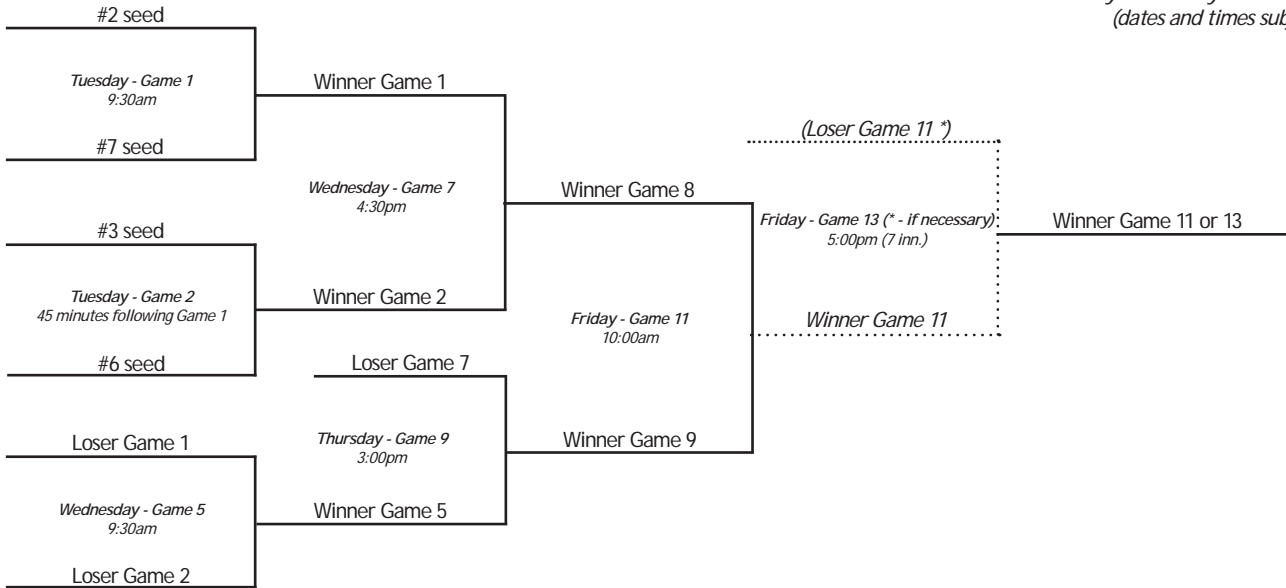 (dates and times sub
#2 seed
Tuesday - Game 1
9:30am
Winner Game 1
#7 seed
(Loser Game 11 *)
Wednesday - Game 7
4:30pm
Winner Game 8
#3 seed
Friday - Game 13 (* - if necessary)
5:00pm (7 inn.)
Winner Game 11 or 13
Tuesday - Game 2
45 minutes following Game 1
Winner Game 2
Friday - Game 11
10:00am
Winner Game 11
#6 seed
Loser Game 7
Loser Game 1
Thursday - Game 9
3:00pm
Winner Game 9
Wednesday - Game 5
9:30am
Winner Game 5
Loser Game 2